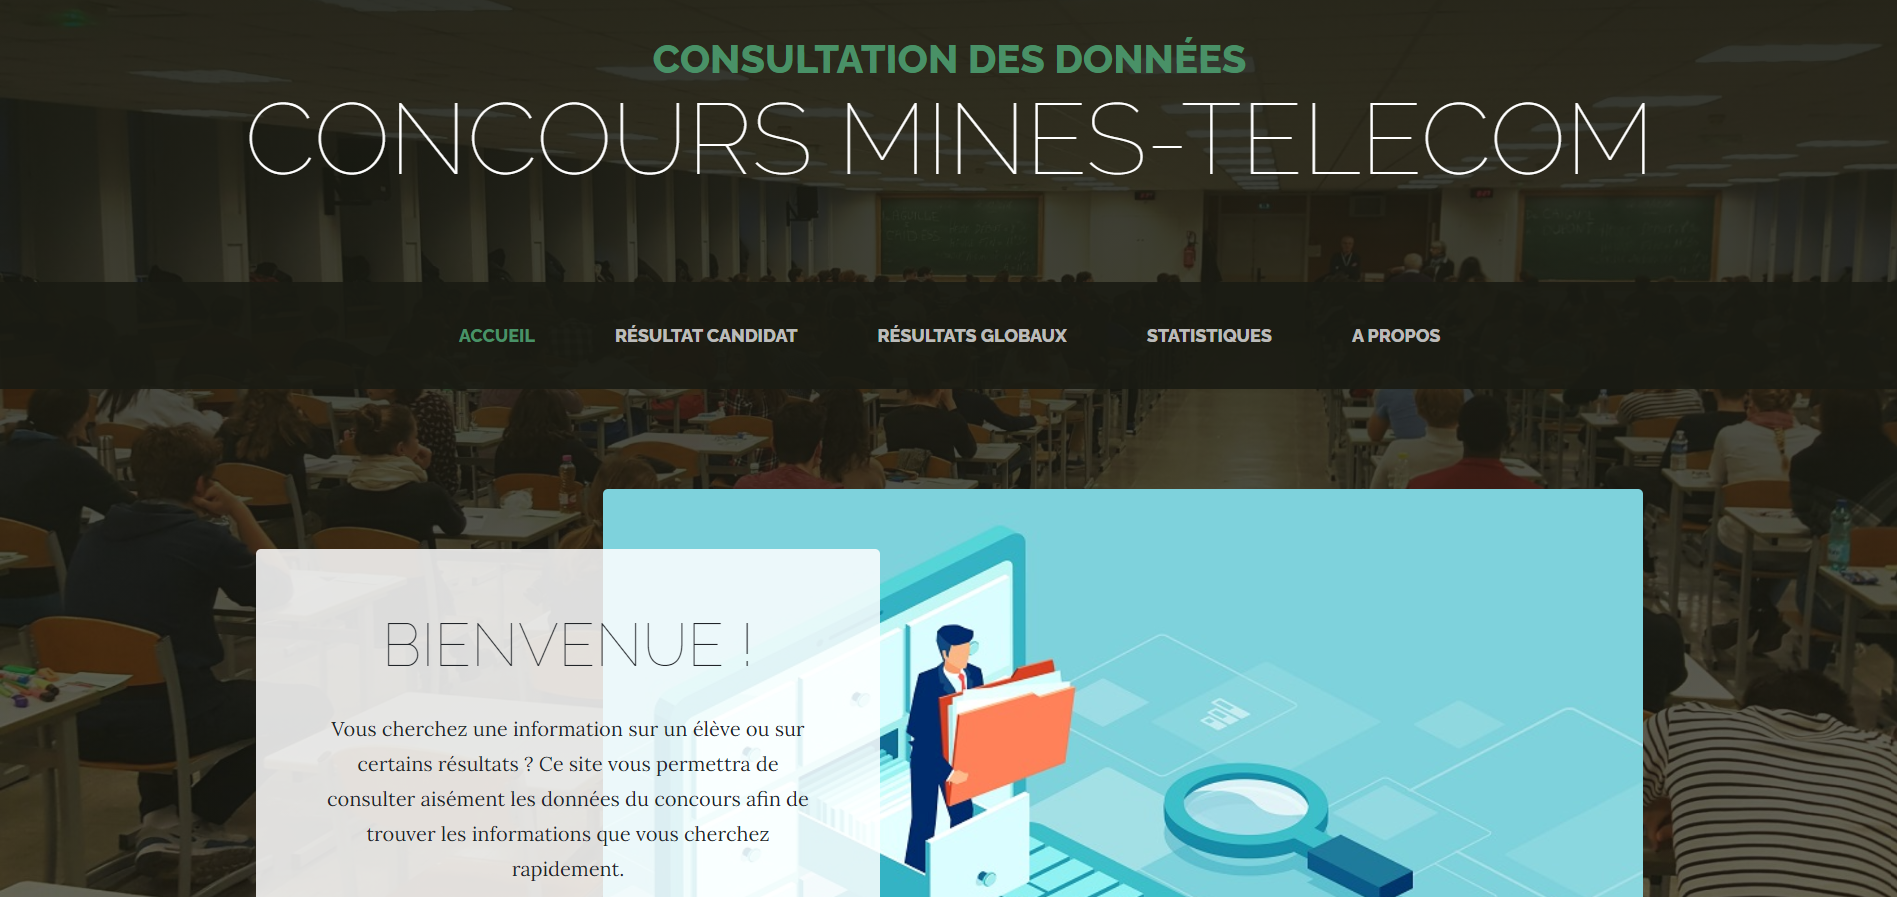 CONSULTATION DES DONNÉES
CONCOURS MINES-TELECOM
ACCUEIL
RÉSULTAT CANDIDAT
RÉSULTATS GLOBAUX
STATISTIQUES
A PROPOS
BIENVENUE !
Vous cherchez une information sur un élève ou sur
certains résultats ? Ce site vous permettra de
consulter aisément les données du concours afin de
trouver les informations que vous cherchez
rapidement.